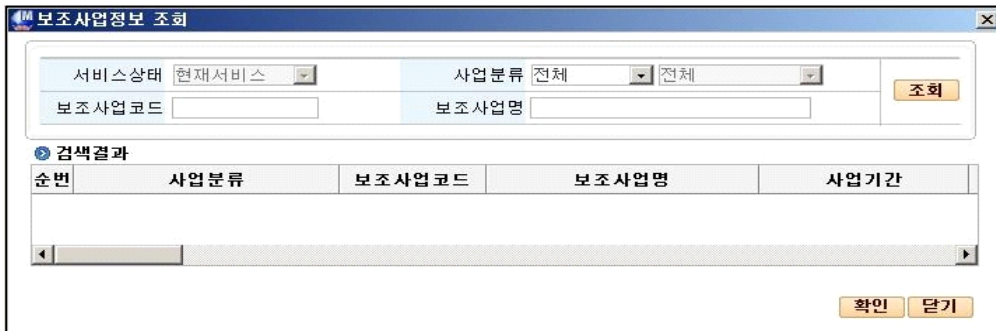 보조사업정보 조회
서비스상태 현재서비스 사업분류 전체 전체
조회
보조사업코드 보조사업명
검색결과
순번 사업분류 보조사업코드 보조사업명 사업기간
확인 닫기